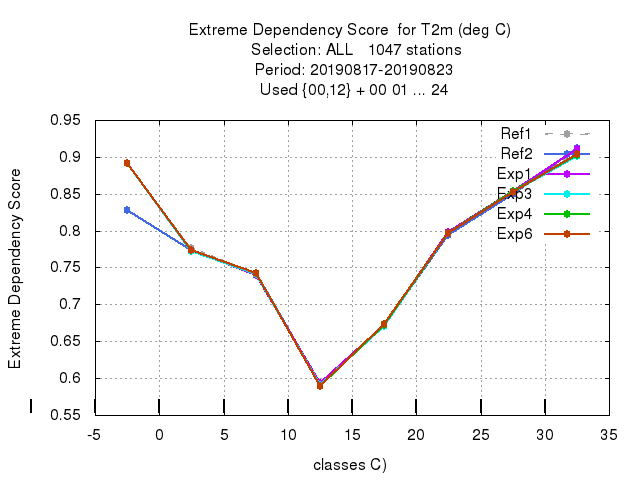 Extreme Dependency Score  for T2m (deg C)
Selection: ALL   1047 stations
Period: 20190817-20190823
Used {00,12} + 00 01 ... 24
Extreme Dependency Score
0.95
0.9
0.85
0.8
0.75
0.7
0.65
0.6
0.55
-5
0
5
10
15
20
25
30
35
classes C)
Ref1
Ref2
Exp1
Exp3
Exp4
Exp6